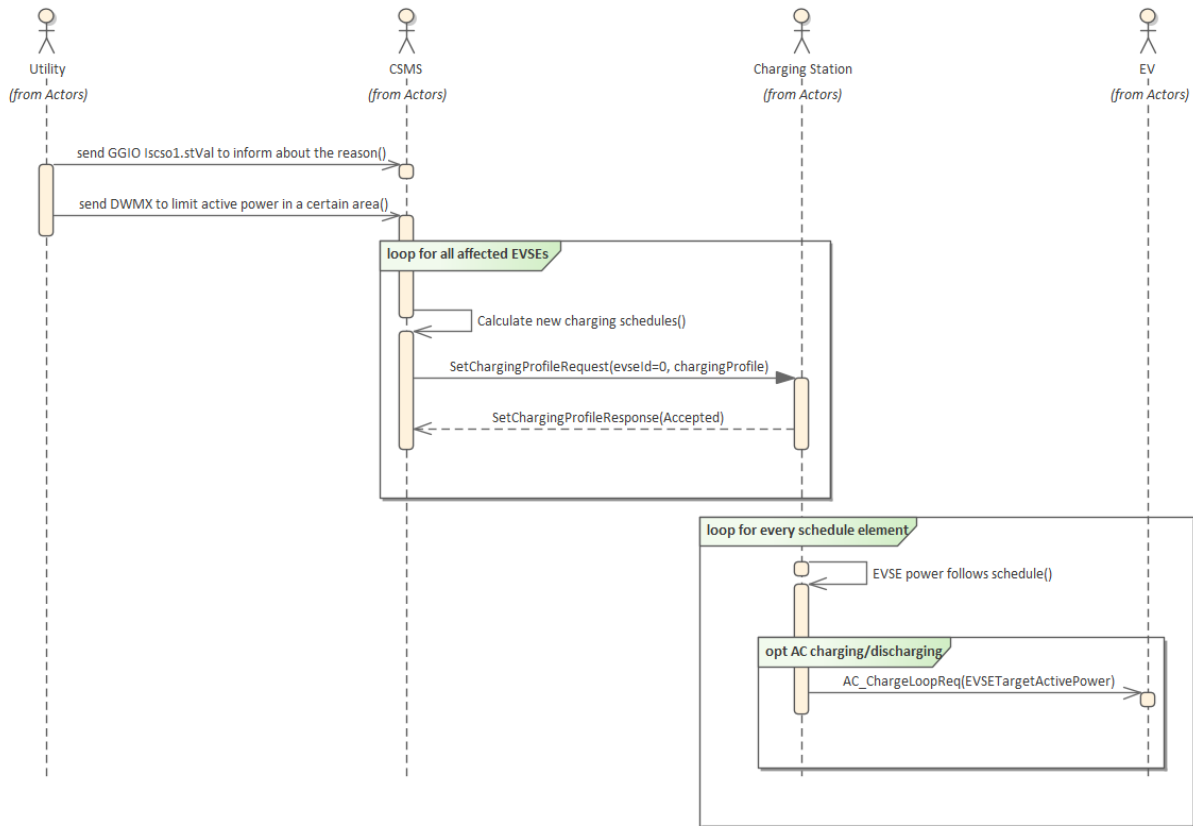 Utility
(from Actors)
CSMS
(from Actors)
Charging Station
(from Actors)
EV
(from Actors)
send GGIO Iscso1.stVal to inform about the reason()
send DWMX to limit active power in a certain area()
loop for all affected EVSEs
Calculate new charging schedules()
SetChargingProfileRequest(evseId=0, chargingProfile)
SetChargingProfileResponse(Accepted)
loop for every schedule element
EVSE power follows schedule()
opt AC charging/discharging
AC_ChargeLoopReq(EVSETargetActivePower)